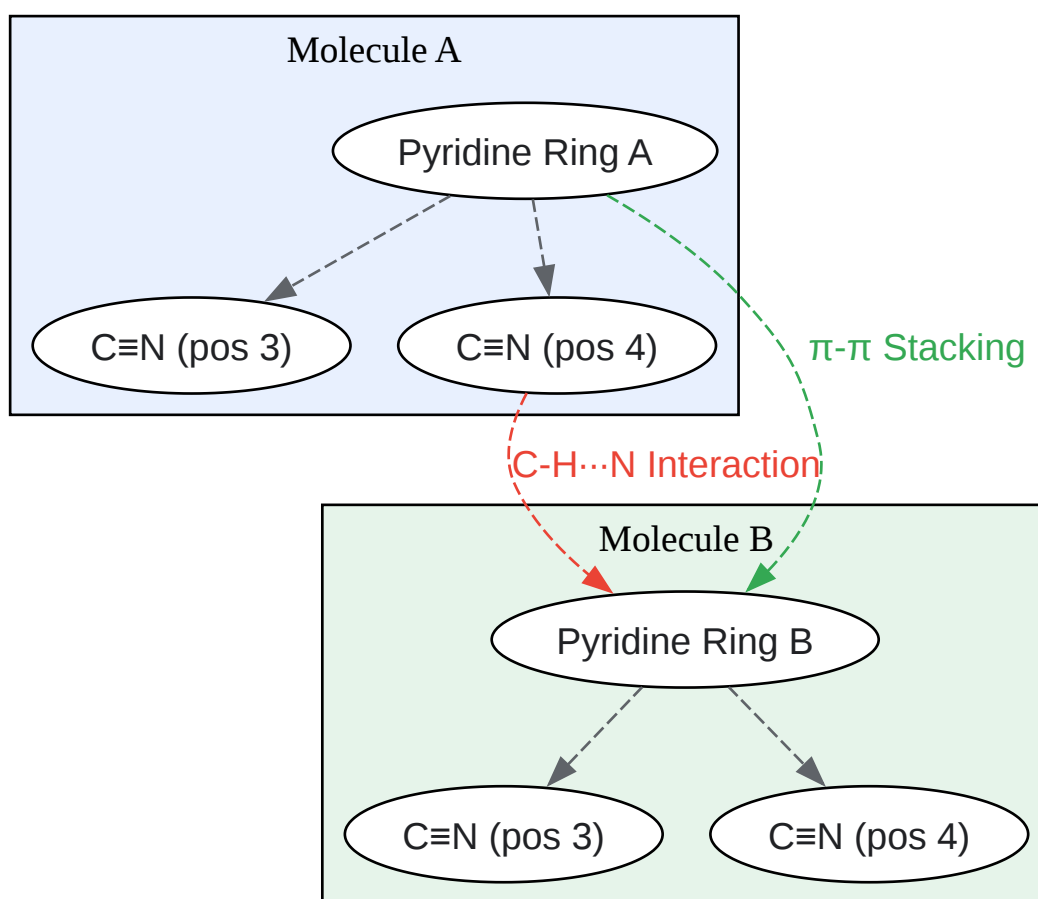 Molecule A
Pyridine Ring A
C≡N (pos 3)
C≡N (pos 4)
π-π Stacking
C-H···N Interaction
Molecule B
Pyridine Ring B
C≡N (pos 3)
C≡N (pos 4)